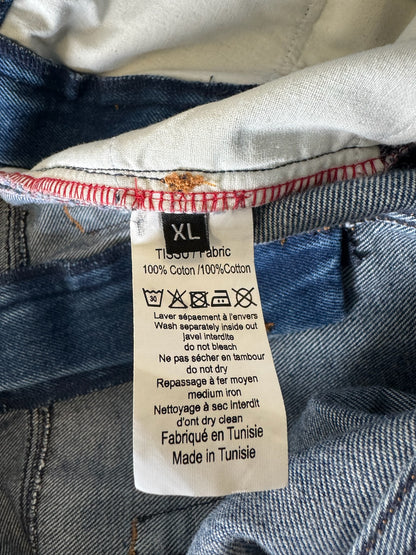 XL
TISSU / Fabric
100% Coton /100%Cotton
30
Laver sépaement à l'envers
Wash separately inside out
javel interdite
do not bleach
Ne pas sécher en tambour
do not dry
Repassage à fer moyen
medium iron
Nettoyage à sec interdit
d'ont dry clean
Fabriqué en Tunisie
Made in Tunisie